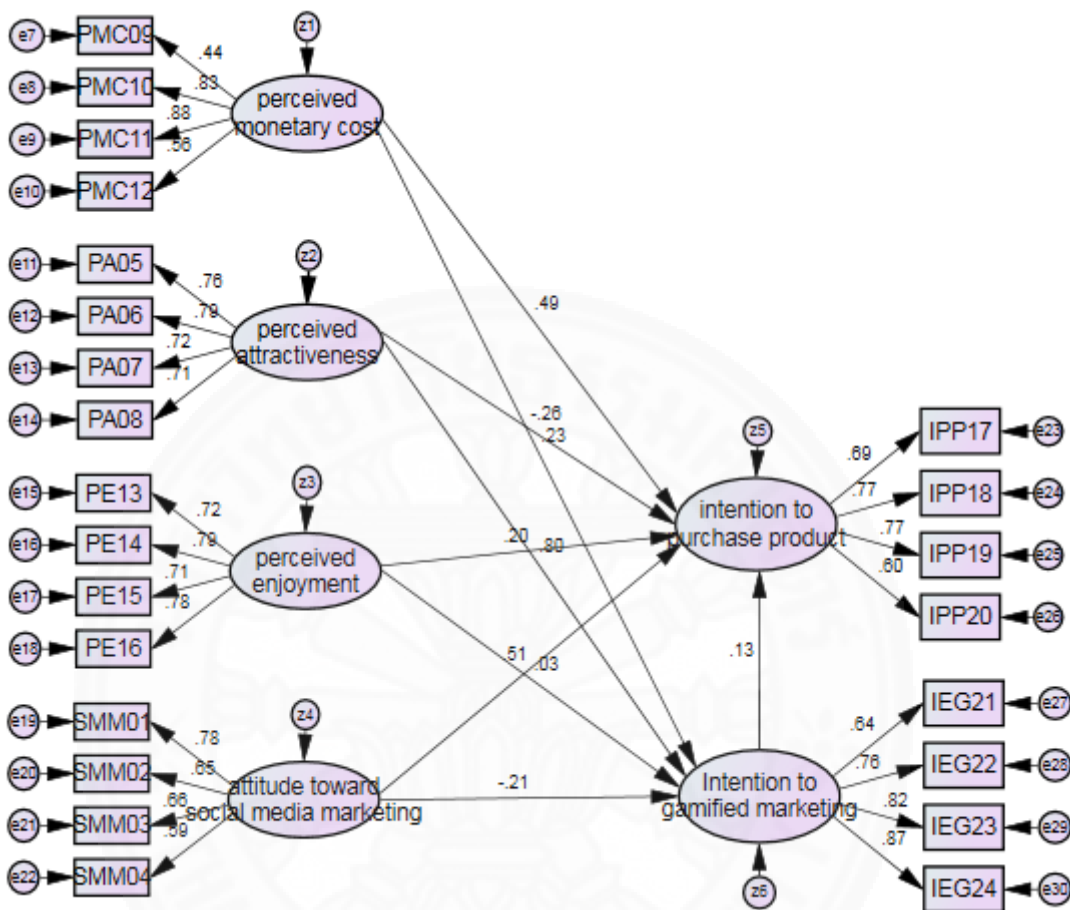 z1
e7
PMC09
.44
e8
PMC10
.83
e9
PMC11
.88
e10
PMC12
.56
perceived
monetary cost
z2
e11
PA05
.76
e12
PA06
.79
e13
PA07
.72
e14
PA08
.71
perceived
attractiveness
z3
e15
PE13
.72
e16
PE14
.79
e17
PE15
.71
e18
PE16
.78
perceived
enjoyment
z4
e19
SMM01
.78
e20
SMM02
.65
e21
SMM03
.66
e22
SMM04
attitude toward
social media marketing
.49
-.26
.23
.20
.80
.51
.03
-.21
.13
z5
intention to
purchase product
.69
IPP17
e23
.77
IPP18
e24
.77
IPP19
e25
.60
IPP20
e26
Intention to
gamified marketing
z6
.64
IEG21
e27
.76
IEG22
e28
.82
IEG23
e29
.87
IEG24
e30